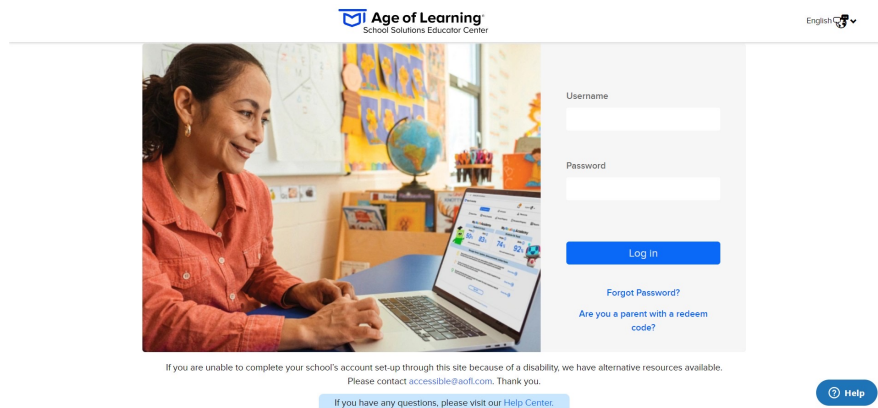 Age of Learning®
School Solutions Educator Center
English
Username
Password
Log in
Forgot Password?
Are you a parent with a redeem
code?
If you are unable to complete your school's account set-up through this site because of a disability, we have alternative resources available.
Please contact accessible@aofl.com. Thank you.
If you have any questions, please visit our Help Center.
Help